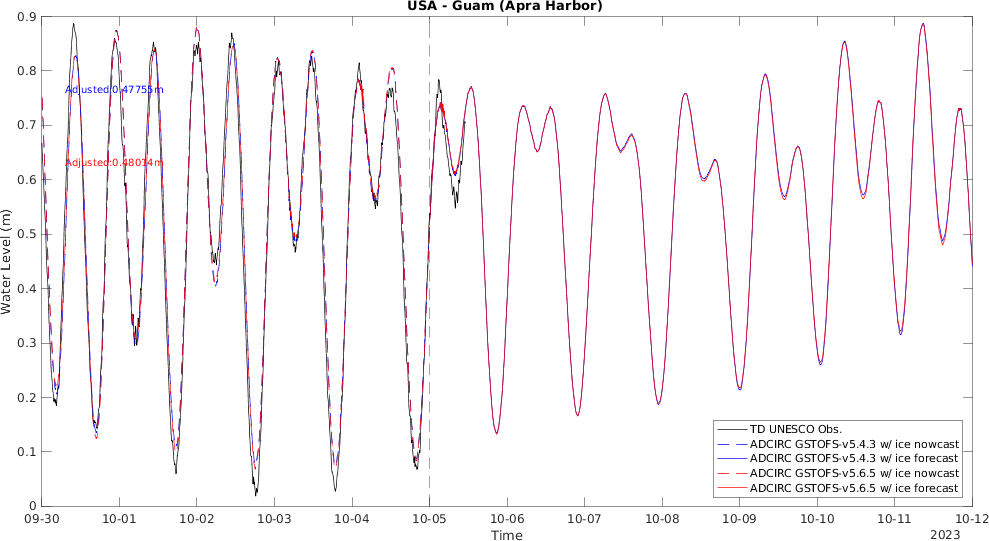 USA - Guam (Apra Harbor)
0.9
0.8
0.7
0.6
0.5
0.4
0.3
0.2
0.1
0
Water Level (m)
Adjusted:0.47755m
Adjusted:0.48014m
TD UNESCO Obs.
ADCIRC GSTOFS-v5.4.3 w/ ice nowcast
ADCIRC GSTOFS-v5.4.3 w/ ice forecast
ADCIRC GSTOFS-v5.6.5 w/ ice nowcast
ADCIRC GSTOFS-v5.6.5 w/ ice forecast
09-30 10-01 10-02 10-03 10-04 10-05 10-06 10-07 10-08 10-09 10-10 10-11 10-12
Time
2023